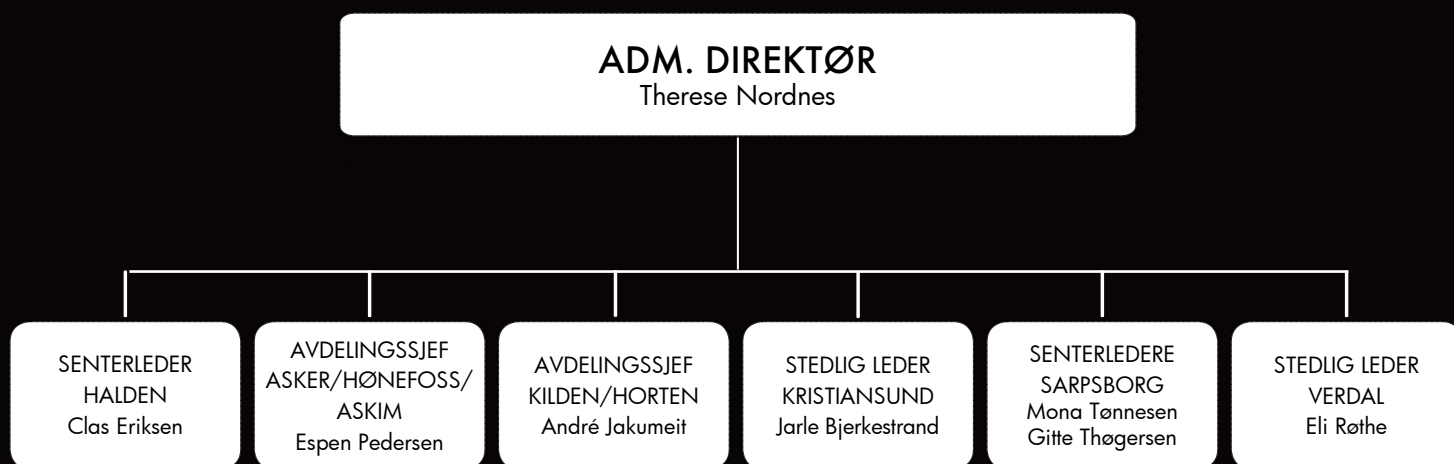 ADM. DIREKTØR
Therese Nordnes
SENTERLEDER
HALDEN
Clas Eriksen
AVDELINGSSJEF
ASKER/HØNEFOSS/
ASKIM
Espen Pedersen
AVDELINGSSJEF
KILDEN/HORTEN
André Jakumeit
STEDLIG LEDER
KRISTIANSUND
Jarle Bjerkestrand
SENTERLEDERE
SARPSBORG
Mona Tønnesen
Gitte Thøgersen
STEDLIG LEDER
VERDAL
Eli Røthe